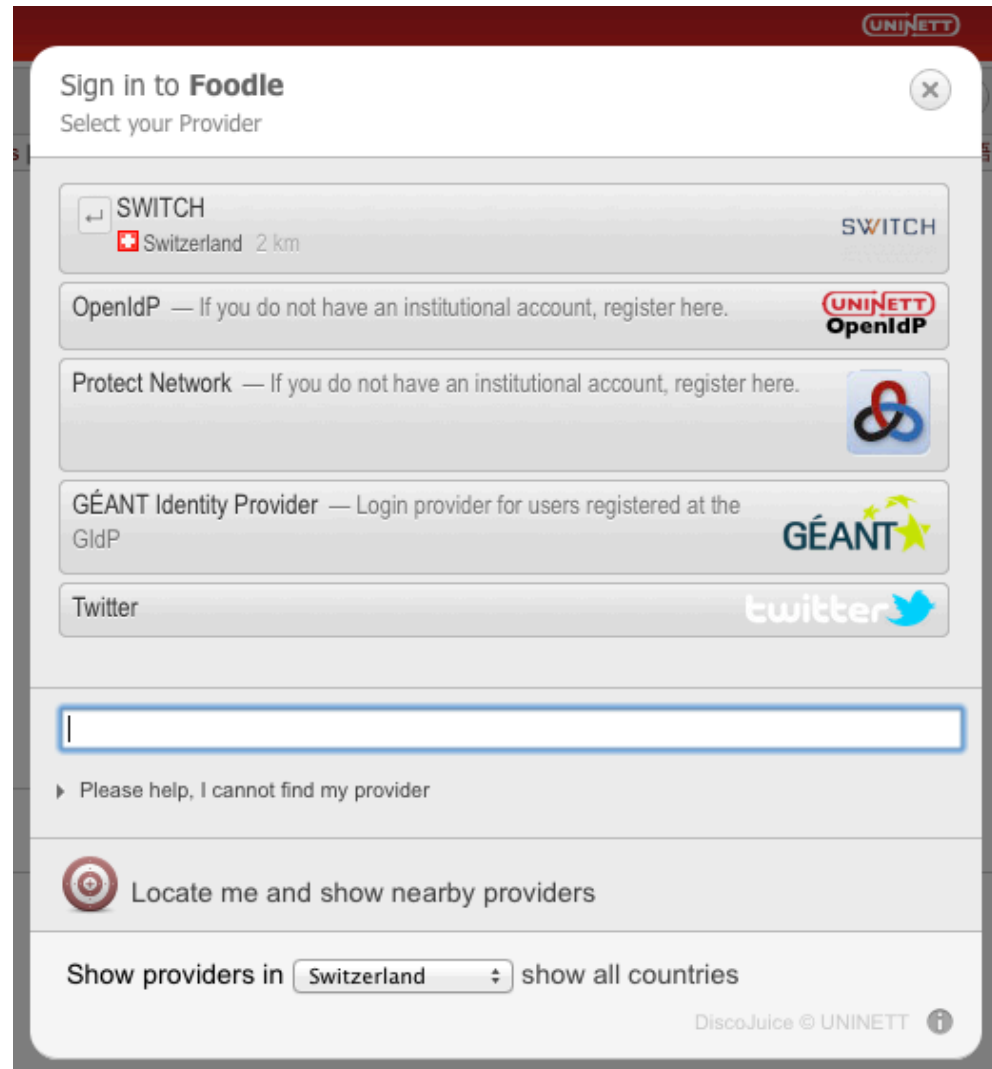 UNINETT
Sign in to Foodle
Select your Provider
s
語
SWITCH
Switzerland 2 km
SWITCH
OpenIdP — If you do not have an institutional account, register here.
UNINETT
OpenIdP
Protect Network — If you do not have an institutional account, register here.
GÉANT Identity Provider — Login provider for users registered at the
GIdP
GÉANT
Twitter
twitter
Please help, I cannot find my provider
Locate me and show nearby providers
Show providers in Switzerland show all countries
DiscoJuice © UNINETT